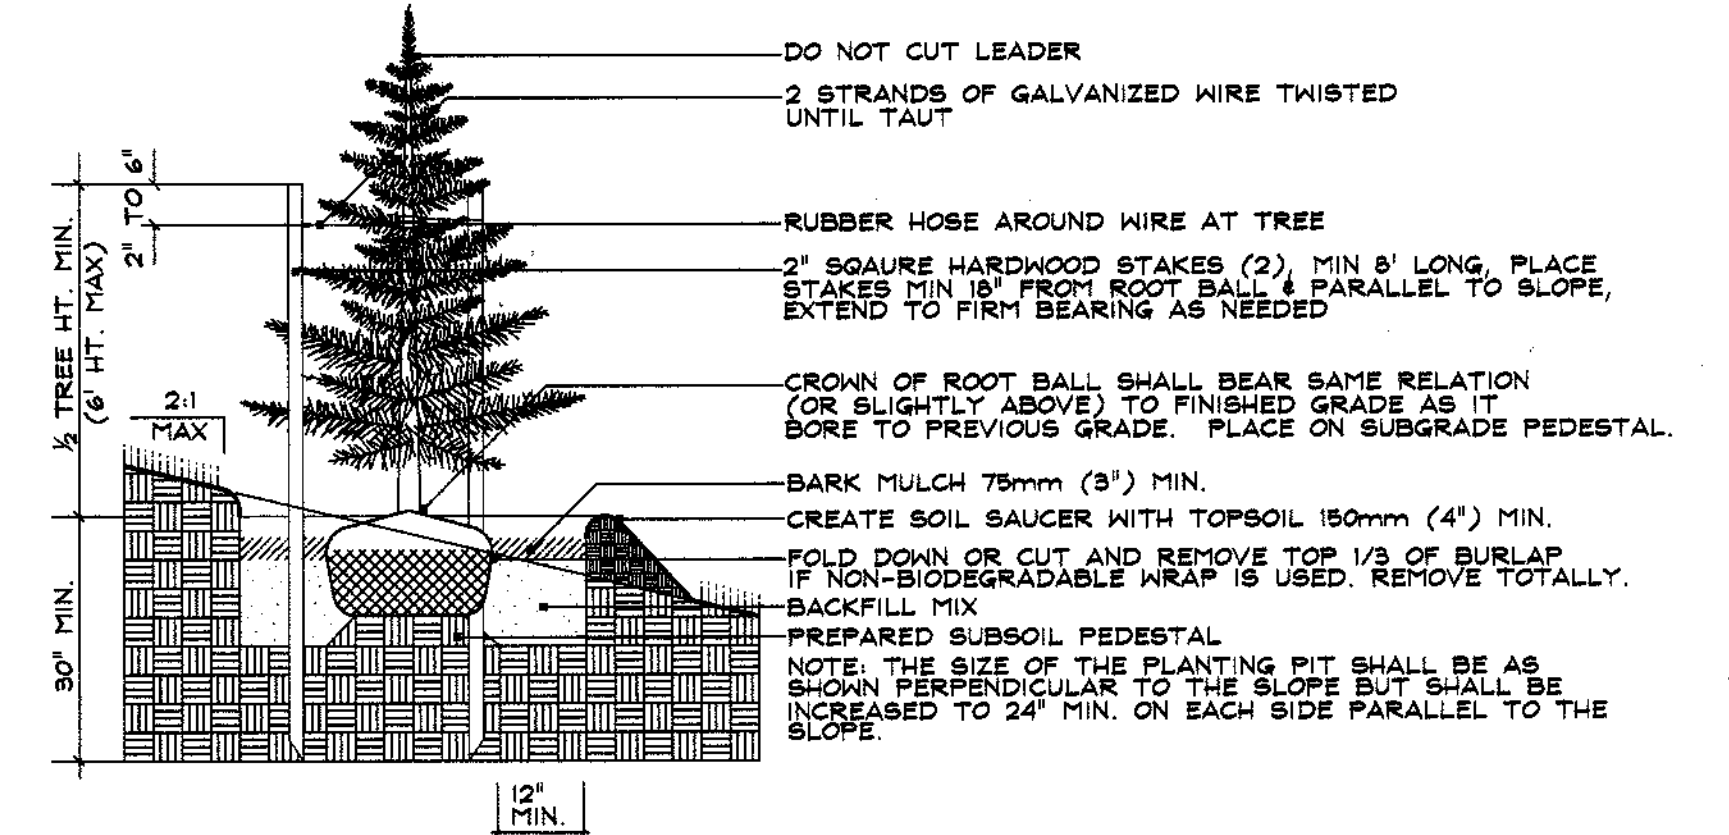 DO NOT CUT LEADER
2 STRANDS OF GALVANIZED WIRE TWISTED
UNTIL TAUT
RUBBER HOSE AROUND WIRE AT TREE
2" SQAURE HARDWOOD STAKES (2), MIN 8' LONG, PLACE
STAKES MIN 18" FROM ROOT BALL & PARALLEL TO SLOPE,
EXTEND TO FIRM BEARING AS NEEDED
CROWN OF ROOT BALL SHALL BEAR SAME RELATION
(OR SLIGHTLY ABOVE) TO FINISHED GRADE AS IT
BORE TO PREVIOUS GRADE. PLACE ON SUBGRADE PEDESTAL.
BARK MULCH 75mm (3") MIN.
CREATE SOIL SAUCER WITH TOPSOIL 150mm (4") MIN.
FOLD DOWN OR CUT AND REMOVE TOP 1/3 OF BURLAP
IF NON-BIODEGRADABLE WRAP IS USED. REMOVE TOTALLY.
BACKFILL MIX
PREPARED SUBSOIL PEDESTAL
NOTE: THE SIZE OF THE PLANTING PIT SHALL BE AS
SHOWN PERPENDICULAR TO THE SLOPE BUT SHALL BE
INCREASED TO 24" MIN. ON EACH SIDE PARALLEL TO THE
SLOPE.
2" TO 6"
½ TREE HT. MIN.
(6' HT. MAX)
2:1
MAX
30" MIN.
12"
MIN.